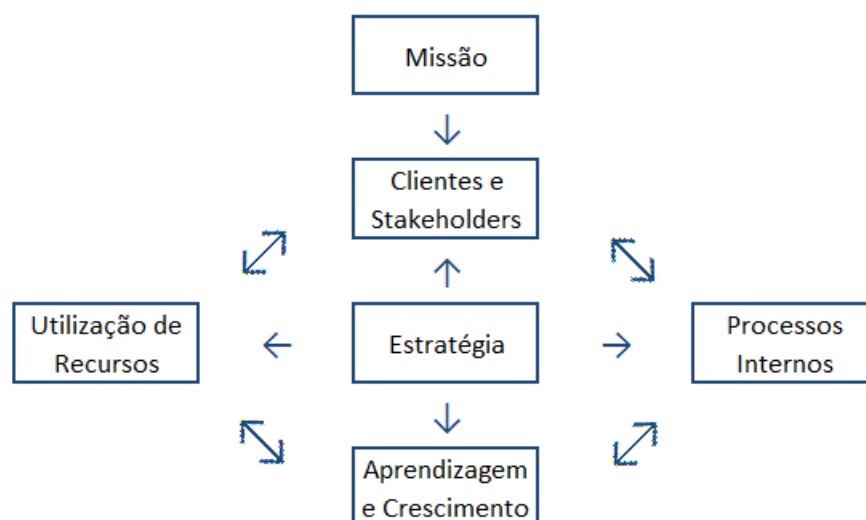 Missão
Clientes e
Stakeholders
Utilização de
Recursos
Estratégia
Processos
Internos
Aprendizagem
e Crescimento